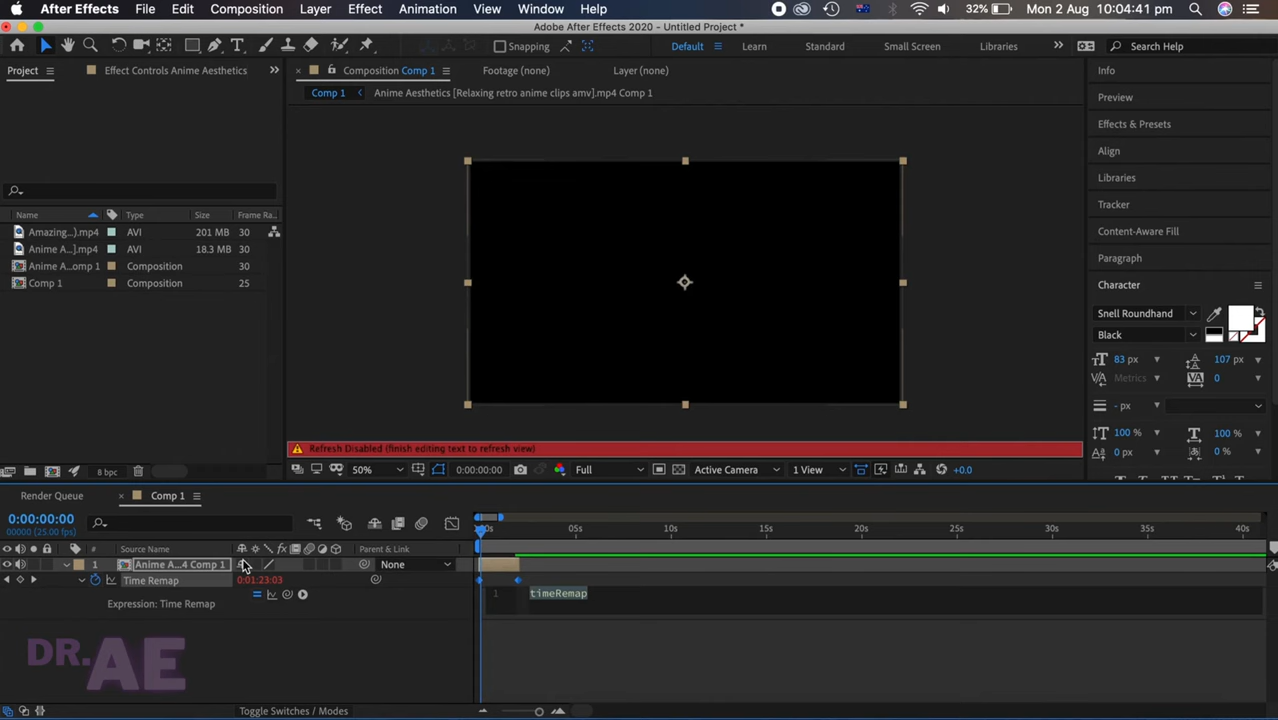 After Effects File Edit Composition Layer Effect Animation View Window Help 32% Mon 2 Aug 10:04:41 pm
Adobe After Effects 2020 - Untitled Project *
Snapping Default Learn Standard Small Screen Libraries Search Help
Project Effect Controls Anime Aesthetics Composition Comp 1 Footage (none) Layer (none) Info
Comp 1 Anime Aesthetics [Relaxing retro anime clips amv].mp4 Comp 1 Preview
Effects & Presets
Align
Libraries
Tracker
Content-Aware Fill
Paragraph
Character
Name Type Size Frame Ra...
Amazing...).mp4 AVI 201 MB 30
Anime A...].mp4 AVI 18.3 MB 30
Anime A...omp 1 Composition 30
Comp 1 Composition 25
Snell Roundhand
Black
83 px 107 px
Metrics 0
- px
100 % 100 %
0 px 0 %
Refresh Disabled (finish editing text to refresh view)
8 bpc 50% 0:00:00:00 Full Active Camera 1 View +0.0
Render Queue Comp 1
0:00:00:00
00000 (25.00 fps)
05s 10s 15s 20s 25s 30s 35s 40s
# Source Name Parent & Link
1 Anime A...4 Comp 1 None
Time Remap 0:01:23:03
Expression: Time Remap timeRemap
DR.
AE
Toggle Switches / Modes